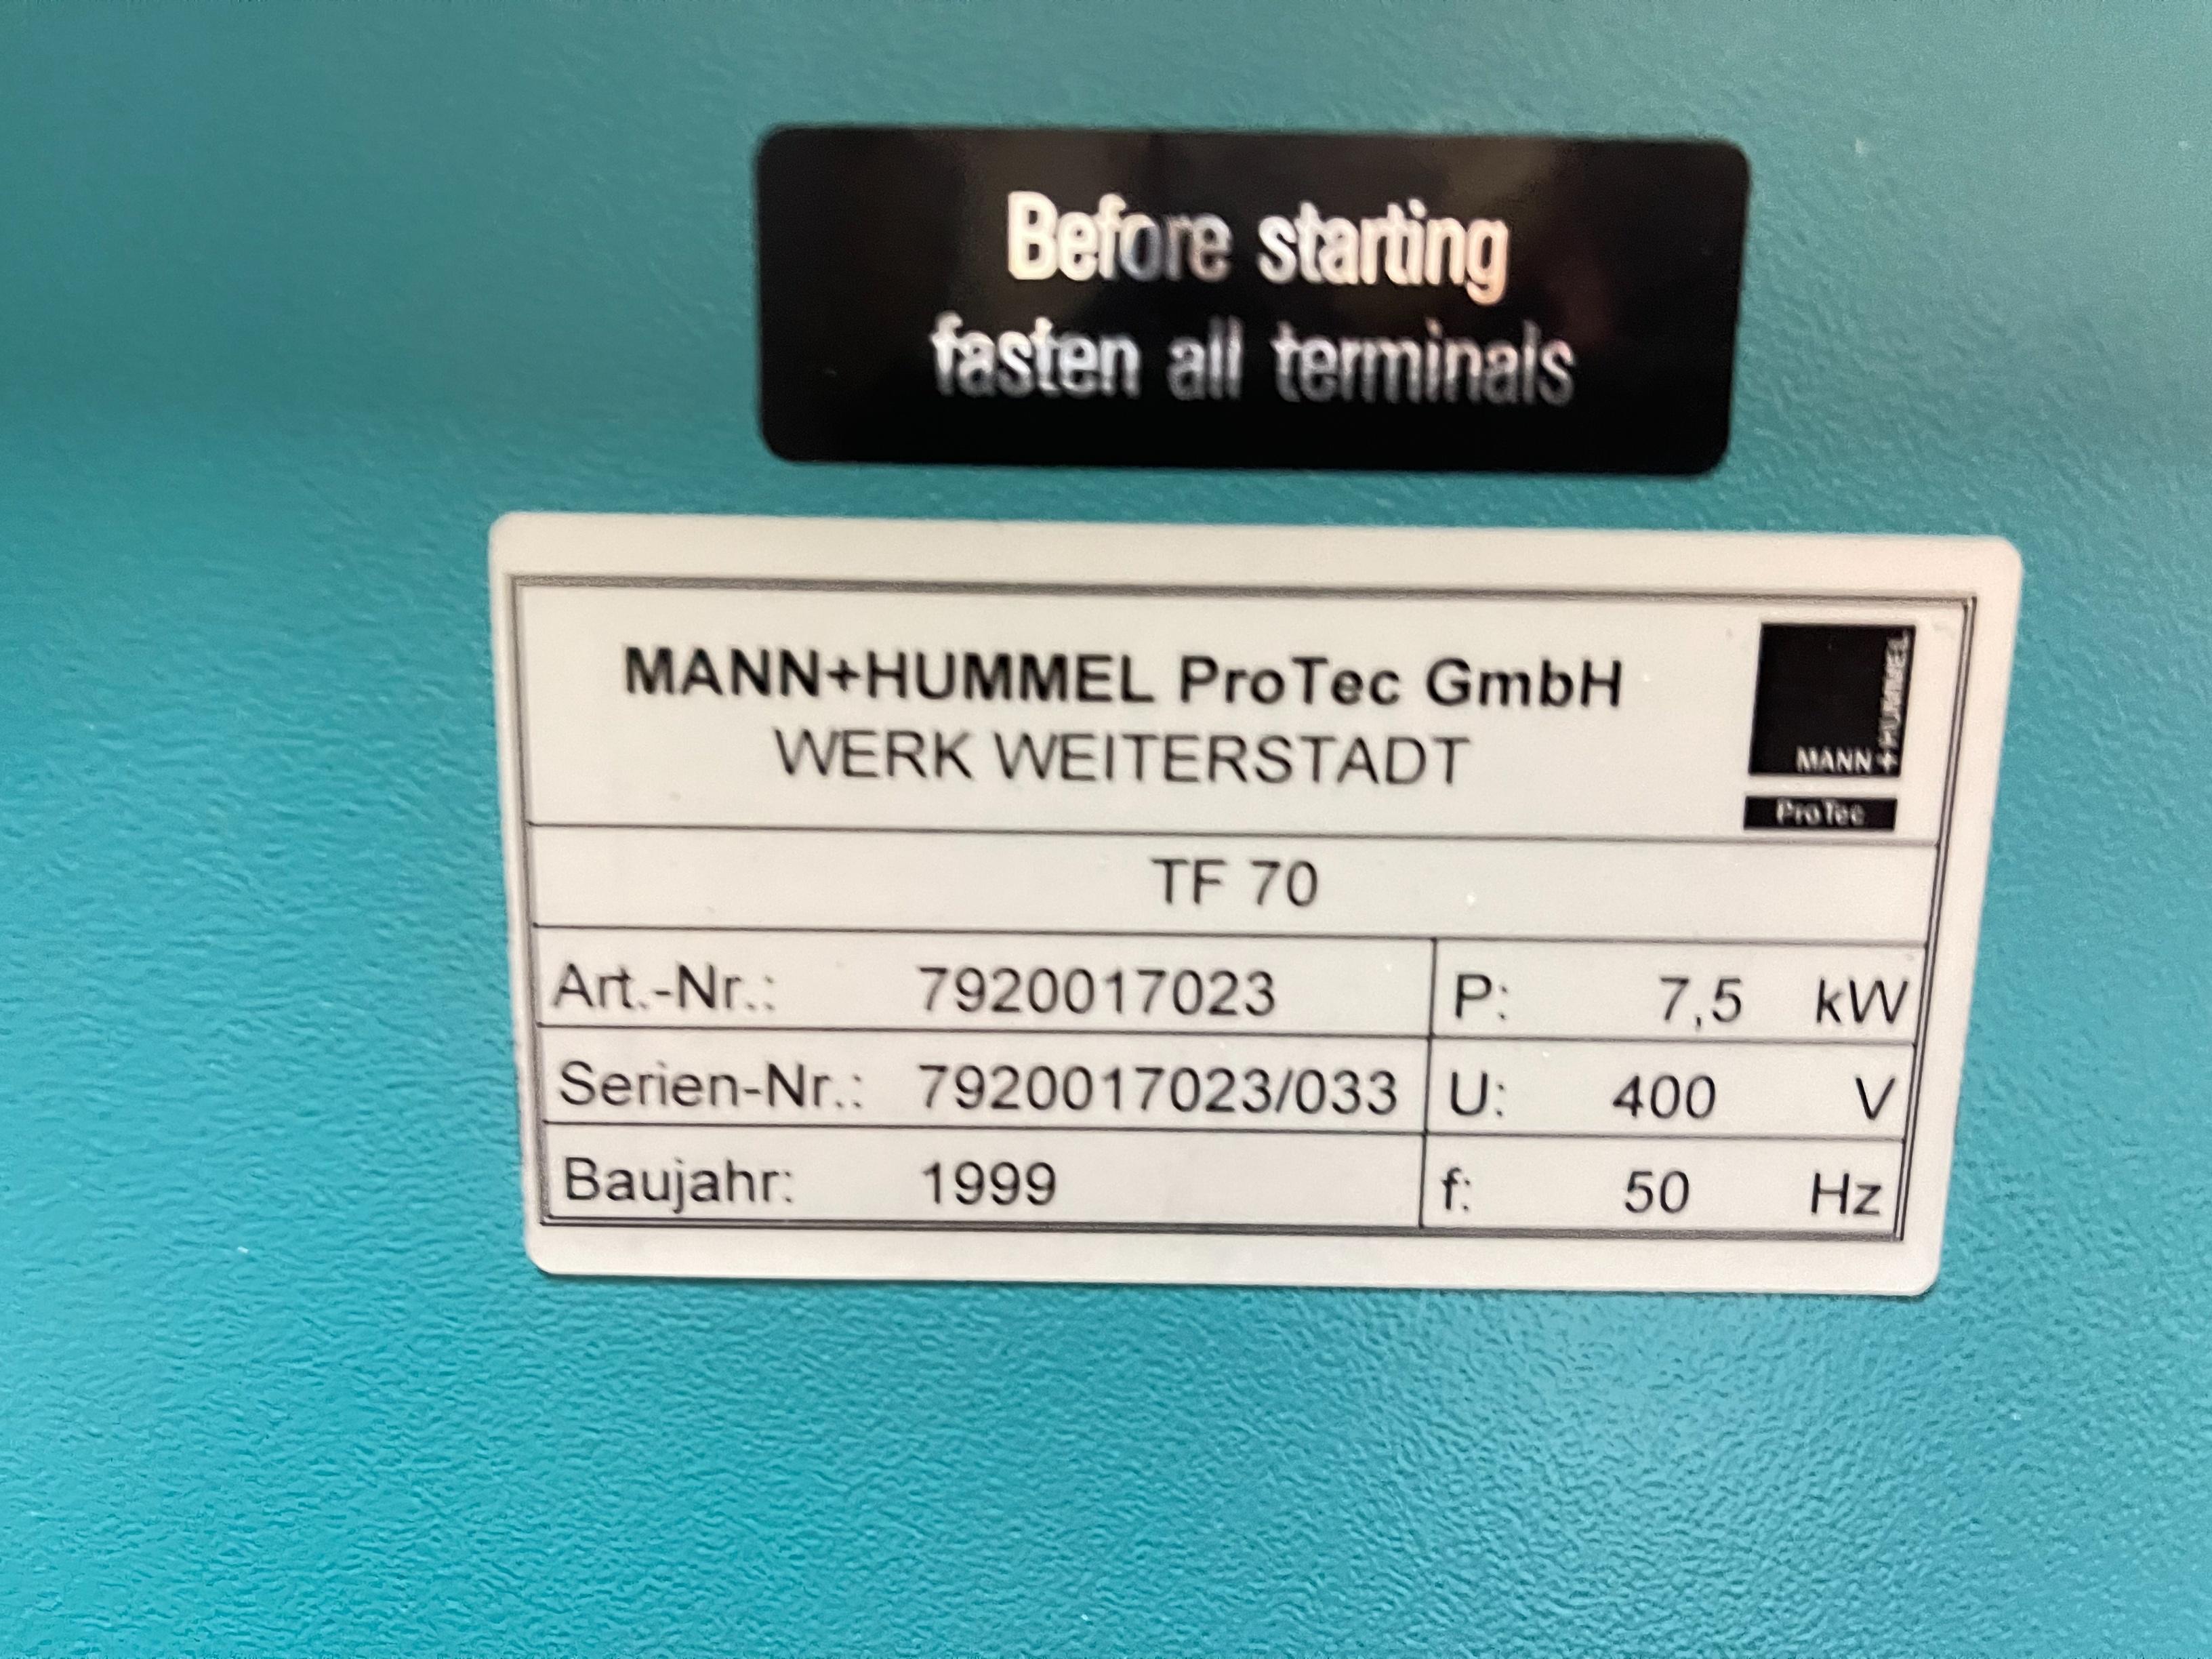 Before starting
fasten all terminals
MANN+HUMMEL ProTec GmbH
WERK WEITERSTADT
MANN+HUMMEL
ProTec
TF 70
Art.-Nr.: 7920017023 P: 7,5 kW
Serien-Nr.: 7920017023/033 U: 400 V
Baujahr: 1999 f: 50 Hz